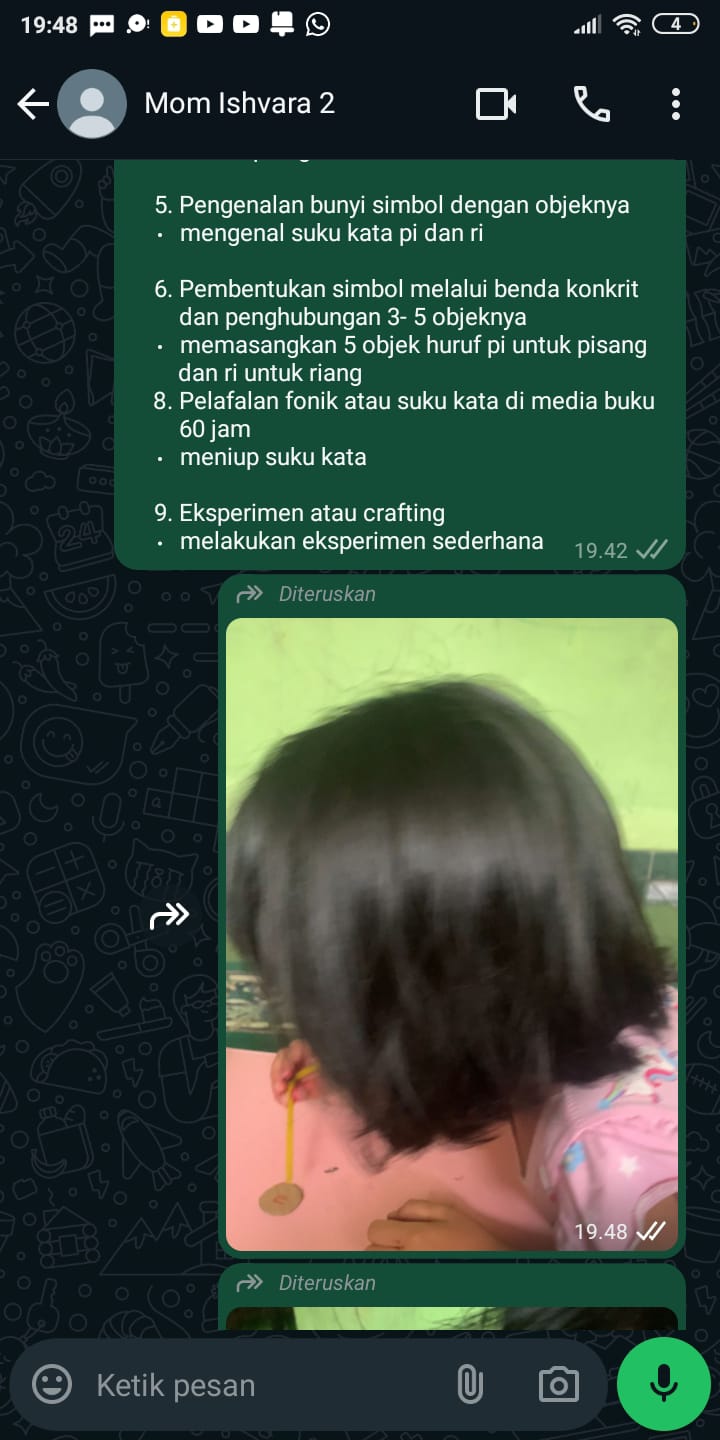 19:48
4
Mom Ishvara 2
5. Pengenalan bunyi simbol dengan objeknya
· mengenal suku kata pi dan ri
6. Pembentukan simbol melalui benda konkrit
dan penghubungan 3- 5 objeknya
· memasangkan 5 objek huruf pi untuk pisang
dan ri untuk riang
8. Pelafalan fonik atau suku kata di media buku
60 jam
· meniup suku kata
9. Eksperimen atau crafting
· melakukan eksperimen sederhana
19.42
Diteruskan
19.48
Diteruskan
Ketik pesan